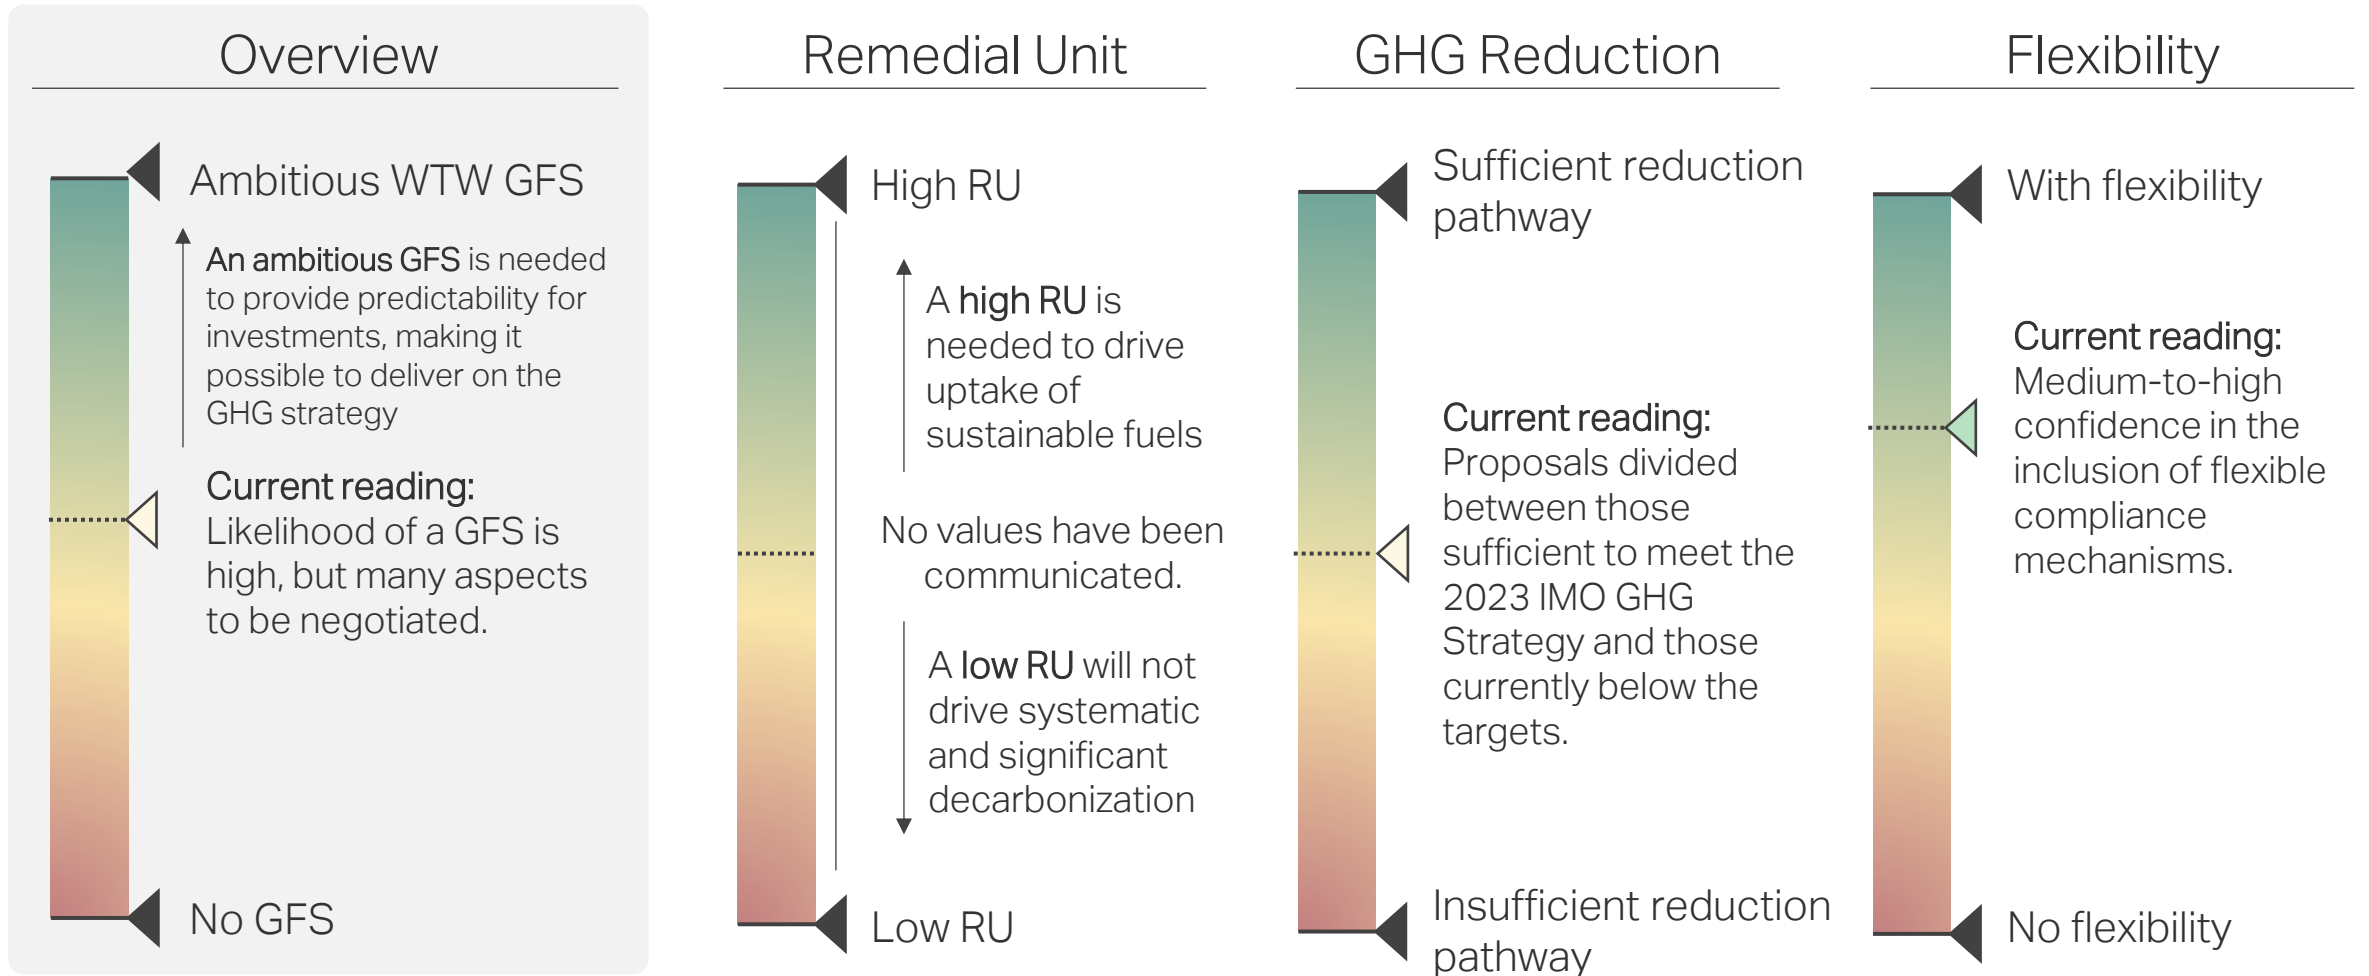 Overview
Ambitious WTW GFS
An ambitious GFS is needed
to provide predictability for
investments, making it
possible to deliver on the
GHG strategy
Current reading:
Likelihood of a GFS is
high, but many aspects
to be negotiated.
No GFS
Remedial Unit
High RU
A high RU is
needed to drive
uptake of
sustainable fuels
No values have been
communicated.
A low RU will not
drive systematic
and significant
decarbonization
Low RU
GHG Reduction
Sufficient reduction
pathway
Current reading:
Proposals divided
between those
sufficient to meet the
2023 IMO GHG
Strategy and those
currently below the
targets.
Insufficient reduction
pathway
Flexibility
With flexibility
Current reading:
Medium-to-high
confidence in the
inclusion of flexible
compliance
mechanisms.
No flexibility